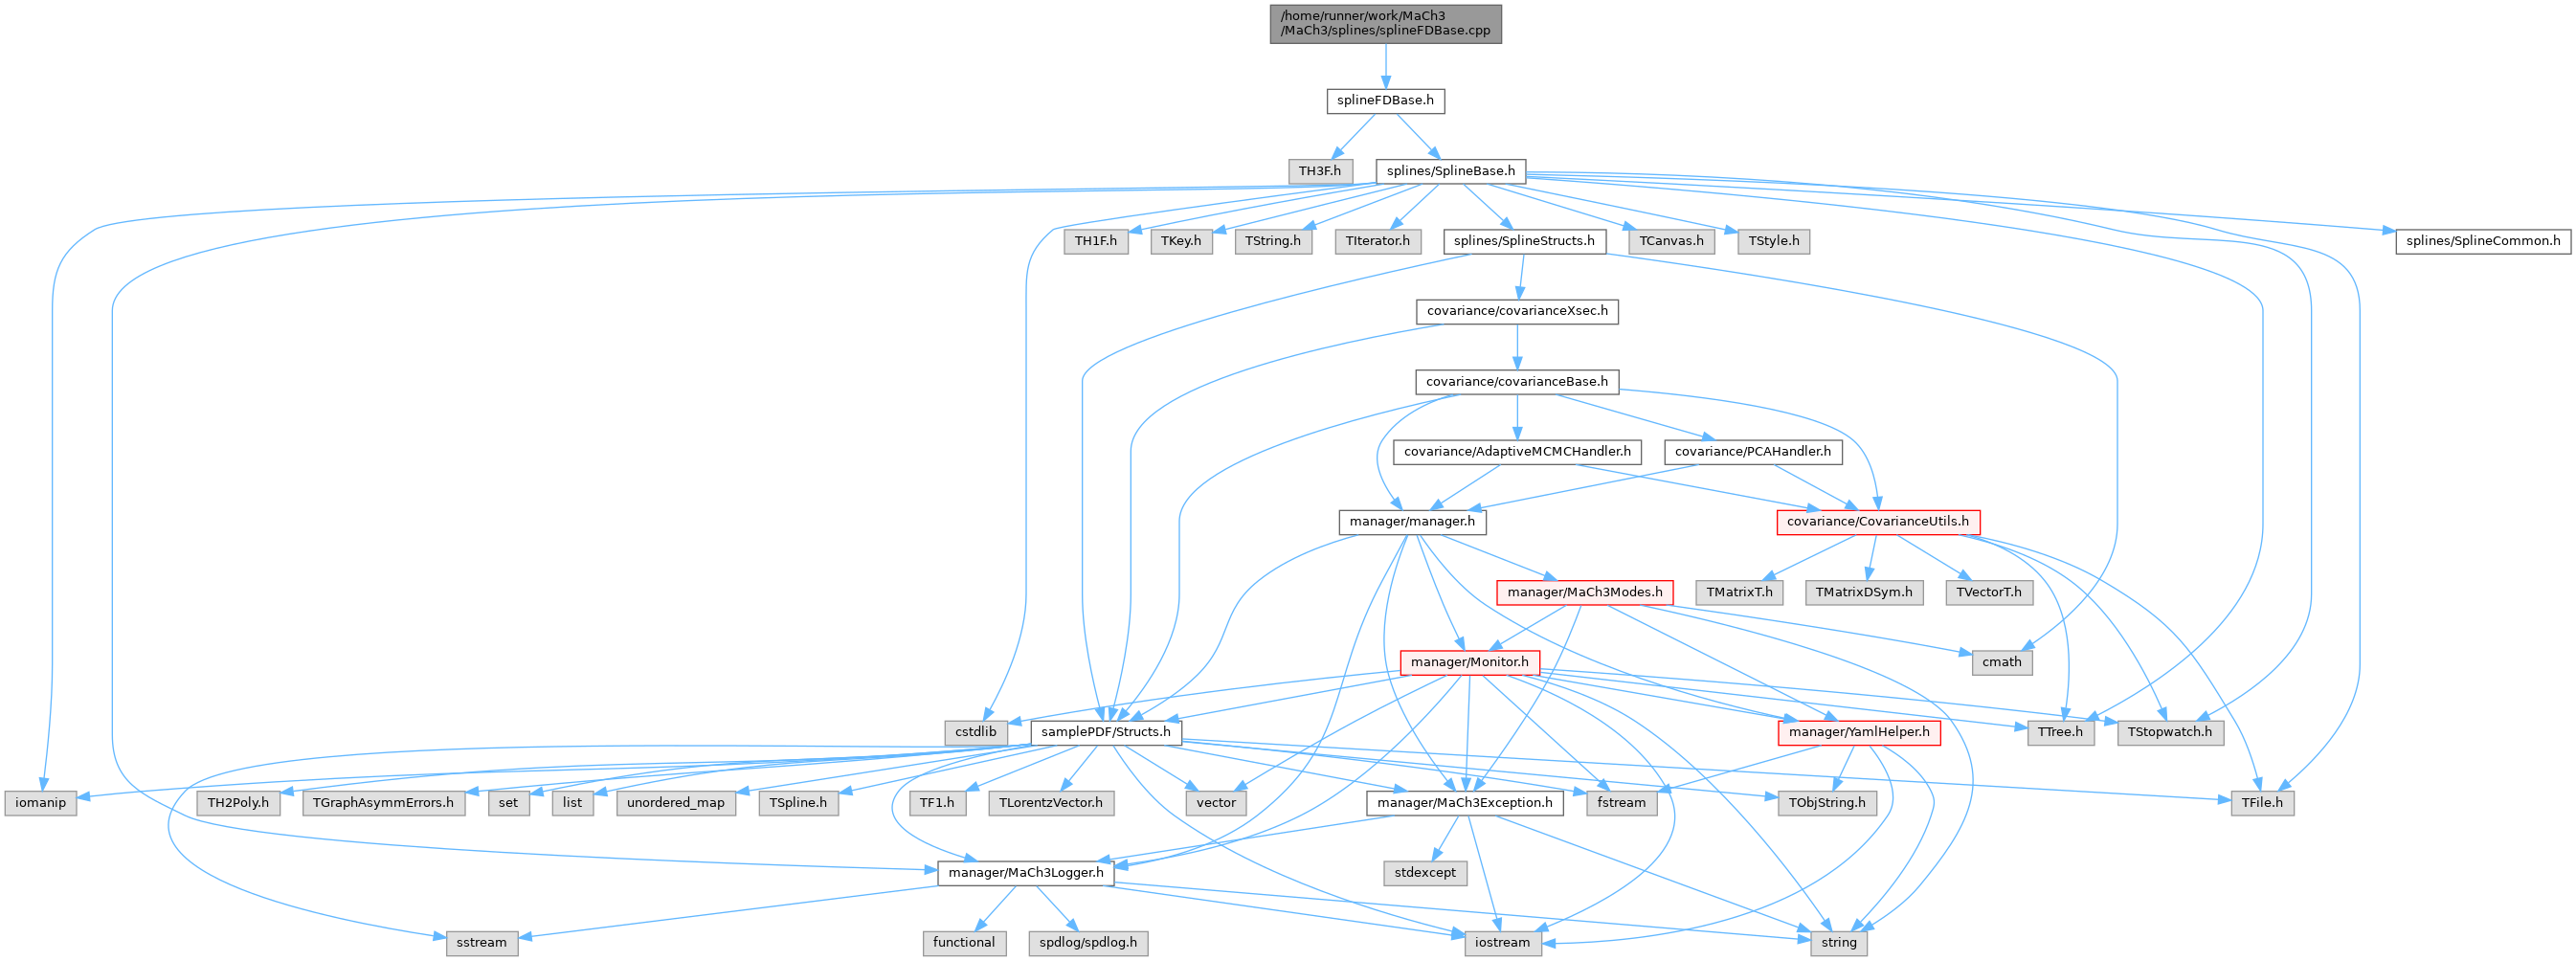 /home/runner/work/MaCh3
/MaCh3/splines/splineFDBase.cpp
splineFDBase.h
TH3F.h
splines/SplineBase.h
TH1F.h
TKey.h
TString.h
TIterator.h
splines/SplineStructs.h
TCanvas.h
TStyle.h
splines/SplineCommon.h
covariance/covarianceXsec.h
covariance/covarianceBase.h
covariance/AdaptiveMCMCHandler.h
covariance/PCAHandler.h
manager/manager.h
covariance/CovarianceUtils.h
manager/MaCh3Modes.h
TMatrixT.h
TMatrixDSym.h
TVectorT.h
manager/Monitor.h
cmath
cstdlib
samplePDF/Structs.h
manager/YamlHelper.h
TTree.h
TStopwatch.h
iomanip
TH2Poly.h
TGraphAsymmErrors.h
set
list
unordered_map
TSpline.h
TF1.h
TLorentzVector.h
vector
manager/MaCh3Exception.h
fstream
TObjString.h
TFile.h
manager/MaCh3Logger.h
stdexcept
sstream
functional
spdlog/spdlog.h
iostream
string